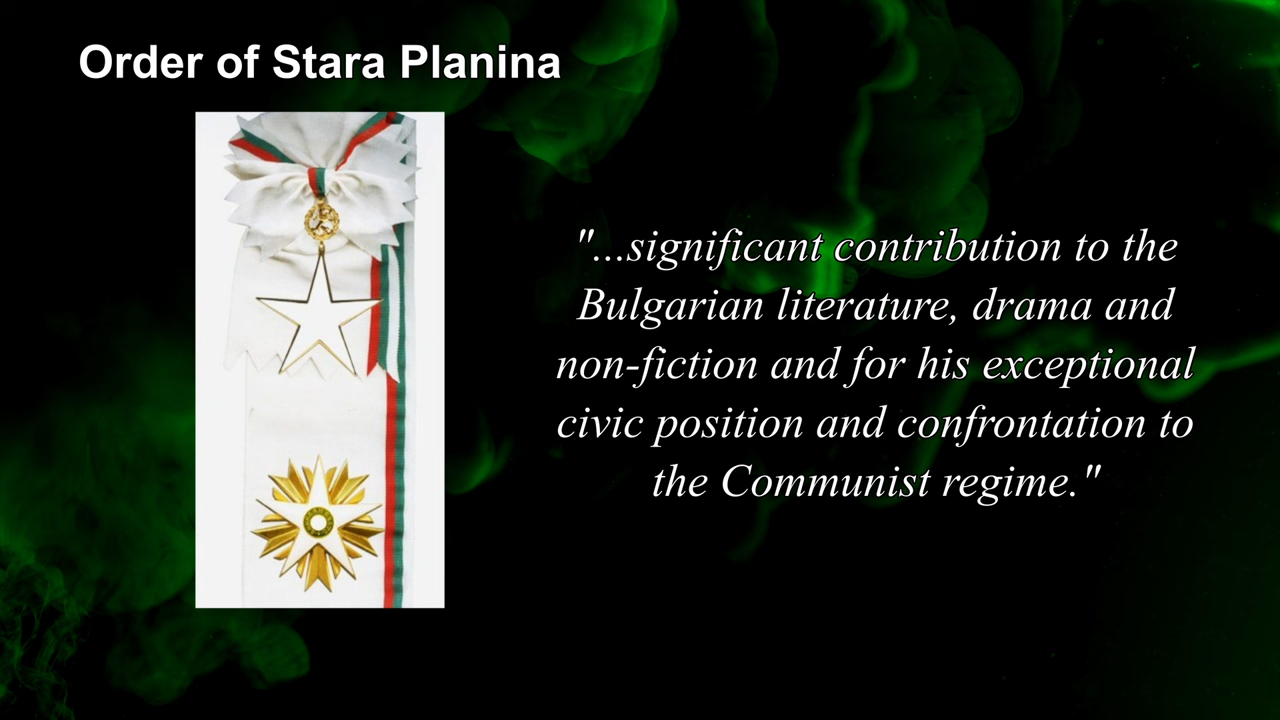 Order of Stara Planina
"...significant contribution to the
Bulgarian literature, drama and
non-fiction and for his exceptional
civic position and confrontation to
the Communist regime."